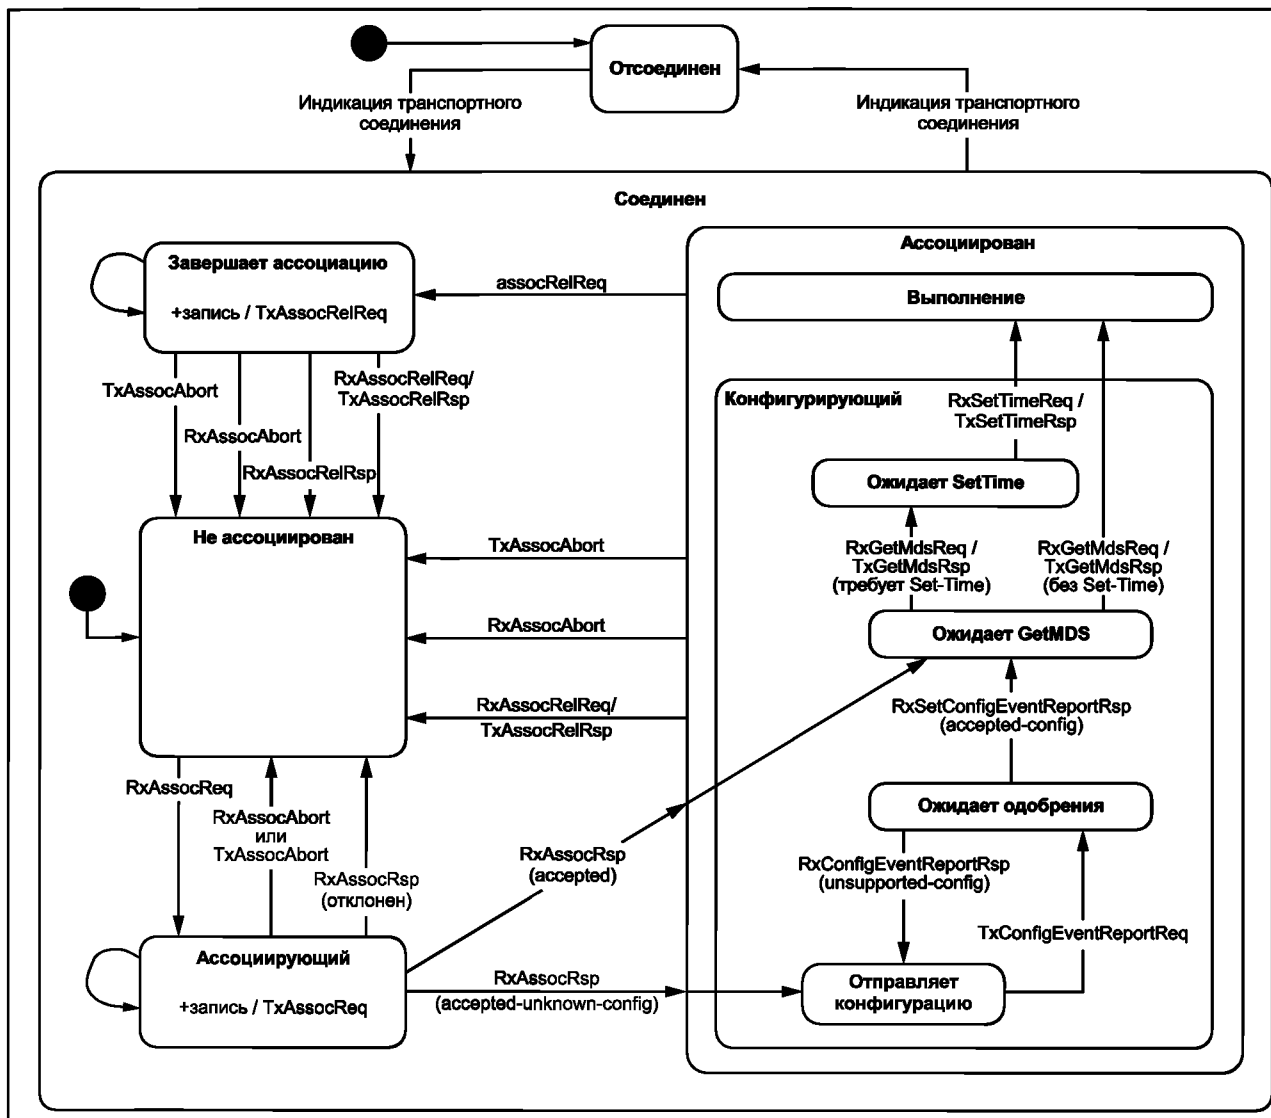 Отсоединен
Индикация транспортного
соединения
Индикация транспортного
соединения
Соединен
Завершает ассоциацию
+запись / TxAssocRelReq
assocRelReq
Ассоциирован
Выполнение
TxAssocAbort
RxAssocAbort
RxAssocRelRsp
RxAssocRelReq/
TxAssocRelRsp
Конфигурирующий
RxSetTimeReq /
TxSetTimeRsp
Ожидает SetTime
Не ассоциирован
TxAssocAbort
RxAssocAbort
RxAssocRelReq/
TxAssocRelRsp
RxGetMdsReq /
TxGetMdsRsp
(требует Set-Time)
RxGetMdsReq /
TxGetMdsRsp
(без Set-Time)
Ожидает GetMDS
RxSetConfigEventReportRsp
(accepted-config)
Ожидает одобрения
RxAssocReq
RxAssocAbort
или
TxAssocAbort
RxAssocRsp
(отклонен)
RxAssocRsp
(accepted)
RxConfigEventReportRsp
(unsupported-config)
TxConfigEventReportReq
Ассоциирующий
+запись / TxAssocReq
RxAssocRsp
(accepted-unknown-config)
Отправляет
конфигурацию